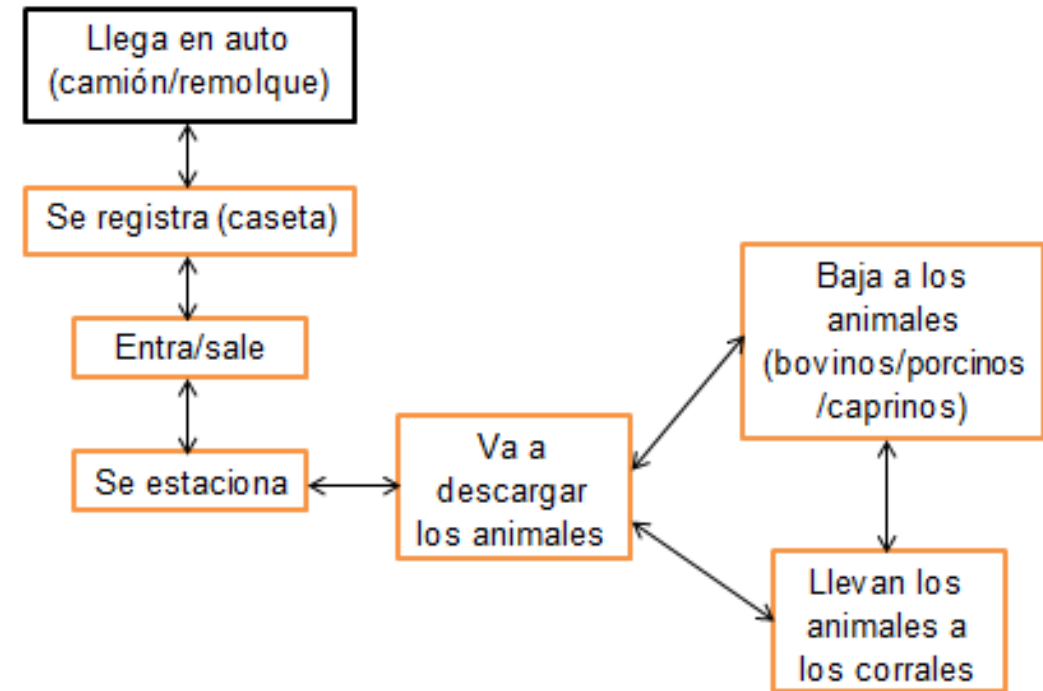 Llega en auto
(camión/remolque)
Se registra (caseta)
Entra/sale
Se estaciona
Va a
descargar
los animales
Baja a los
animales
(bovinos/porcinos
/caprinos)
Llevan los
animales a
los corrales